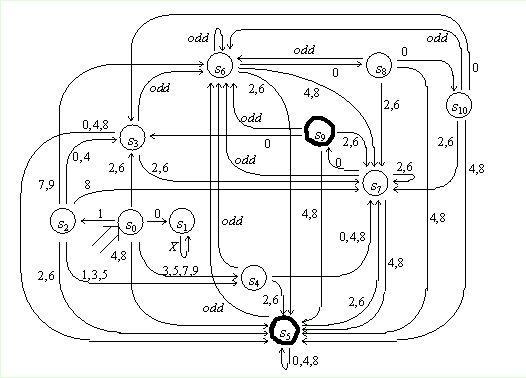 odd
odd
odd
s6
s8
0
0
0
odd
2,6
4,8
2,6
s10
0,4,8
odd
s9
s3
0
2,6
2,6
0,4
2,6
2,6
odd
0
2,6
4,8
7,9
8
s7
s2
1
s0
0
s1
odd
4,8
X
0,4,8
4,8
3,5,7,9
s4
4,8
2,6
1,3,5
2,6
odd
2,6
s5
0,4,8